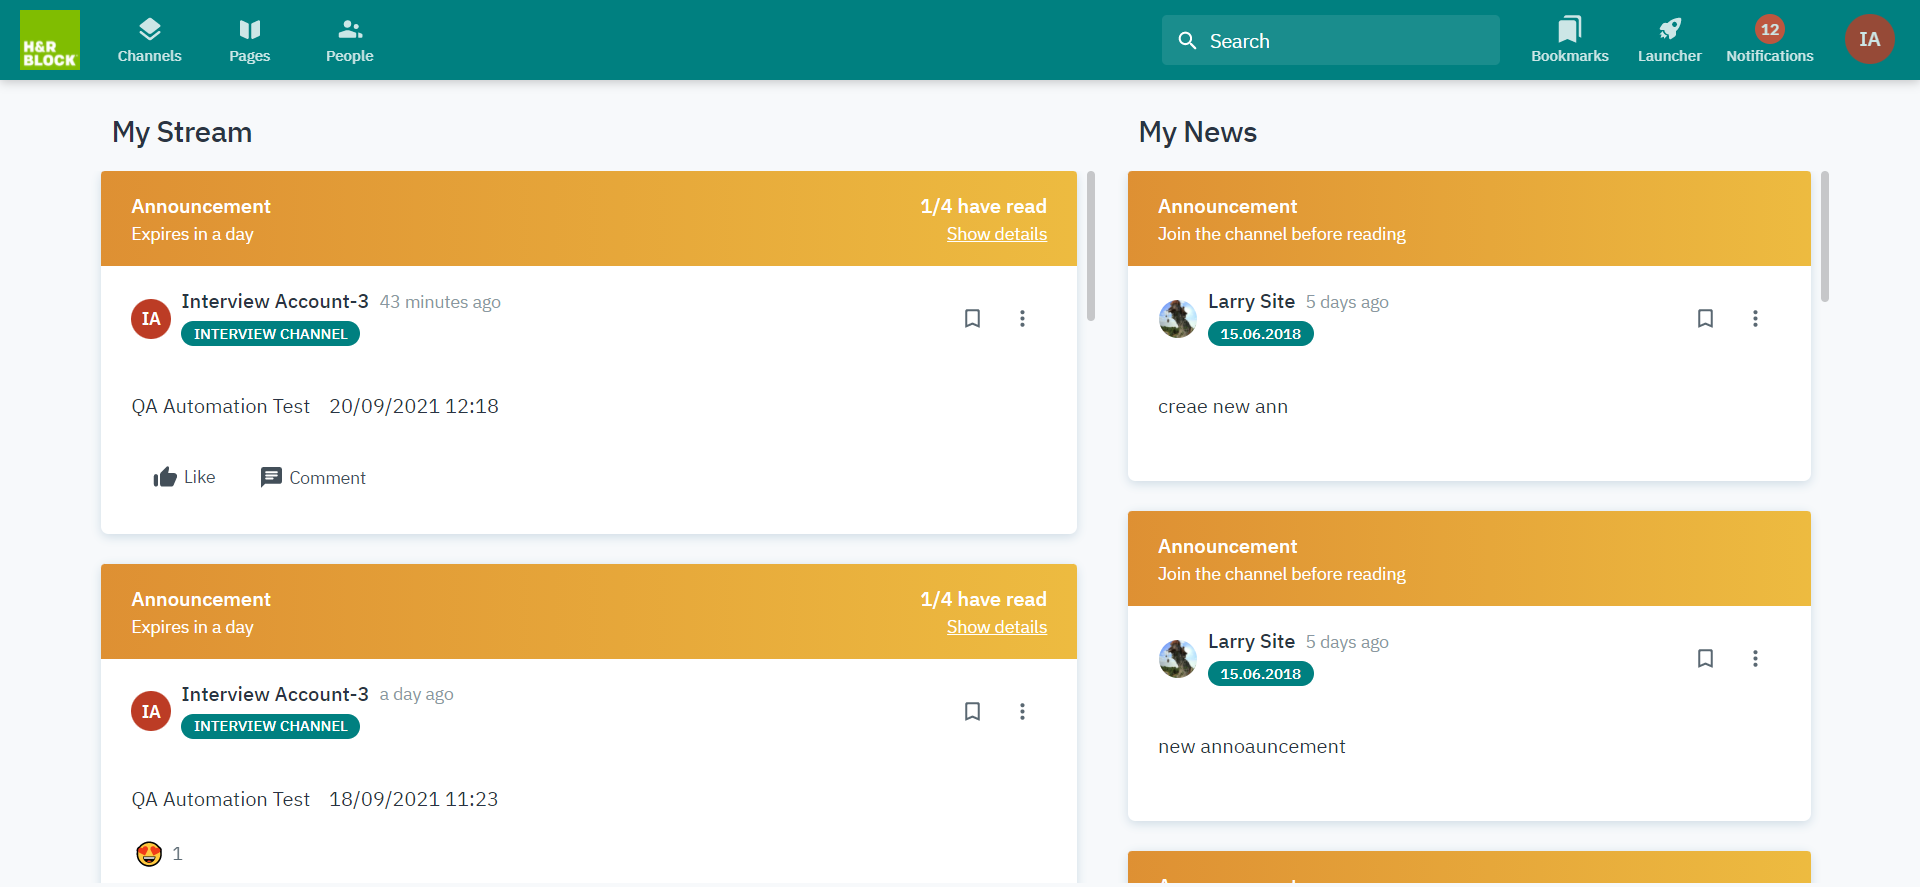 H&R
BLOCK
Channels
Pages
People
Search
Bookmarks
Launcher
12
Notifications
IA
My Stream
Announcement
1/4 have read
Expires in a day
Show details
IA
Interview Account-3 43 minutes ago
INTERVIEW CHANNEL
QA Automation Test 20/09/2021 12:18
Like
Comment
Announcement
1/4 have read
Expires in a day
Show details
IA
Interview Account-3 a day ago
INTERVIEW CHANNEL
QA Automation Test 18/09/2021 11:23
1
My News
Announcement
Join the channel before reading
Larry Site 5 days ago
15.06.2018
creae new ann
Announcement
Join the channel before reading
Larry Site 5 days ago
15.06.2018
new annoauncement